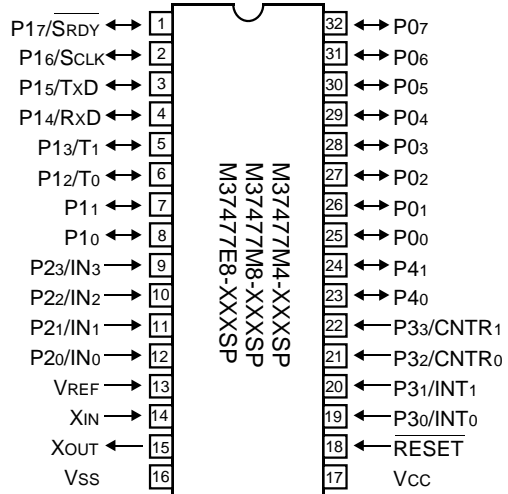 P17/SRDY 1 32 P07
P16/SCLK 2 31 P06
P15/TXD 3 30 P05
P14/RXD 4 29 P04
P13/T1 5 28 P03
P12/T0 6 27 P02
P11 7 26 P01
P10 8 25 P00
P23/IN3 9 24 P41
P22/IN2 10 23 P40
P21/IN1 11 22 P33/CNTR1
P20/IN0 12 21 P32/CNTR0
VREF 13 20 P31/INT1
XIN 14 19 P30/INT0
XOUT 15 18 RESET
VSS 16 17 VCC
M37477M4-XXXSP
M37477M8-XXXSP
M37477E8-XXXSP